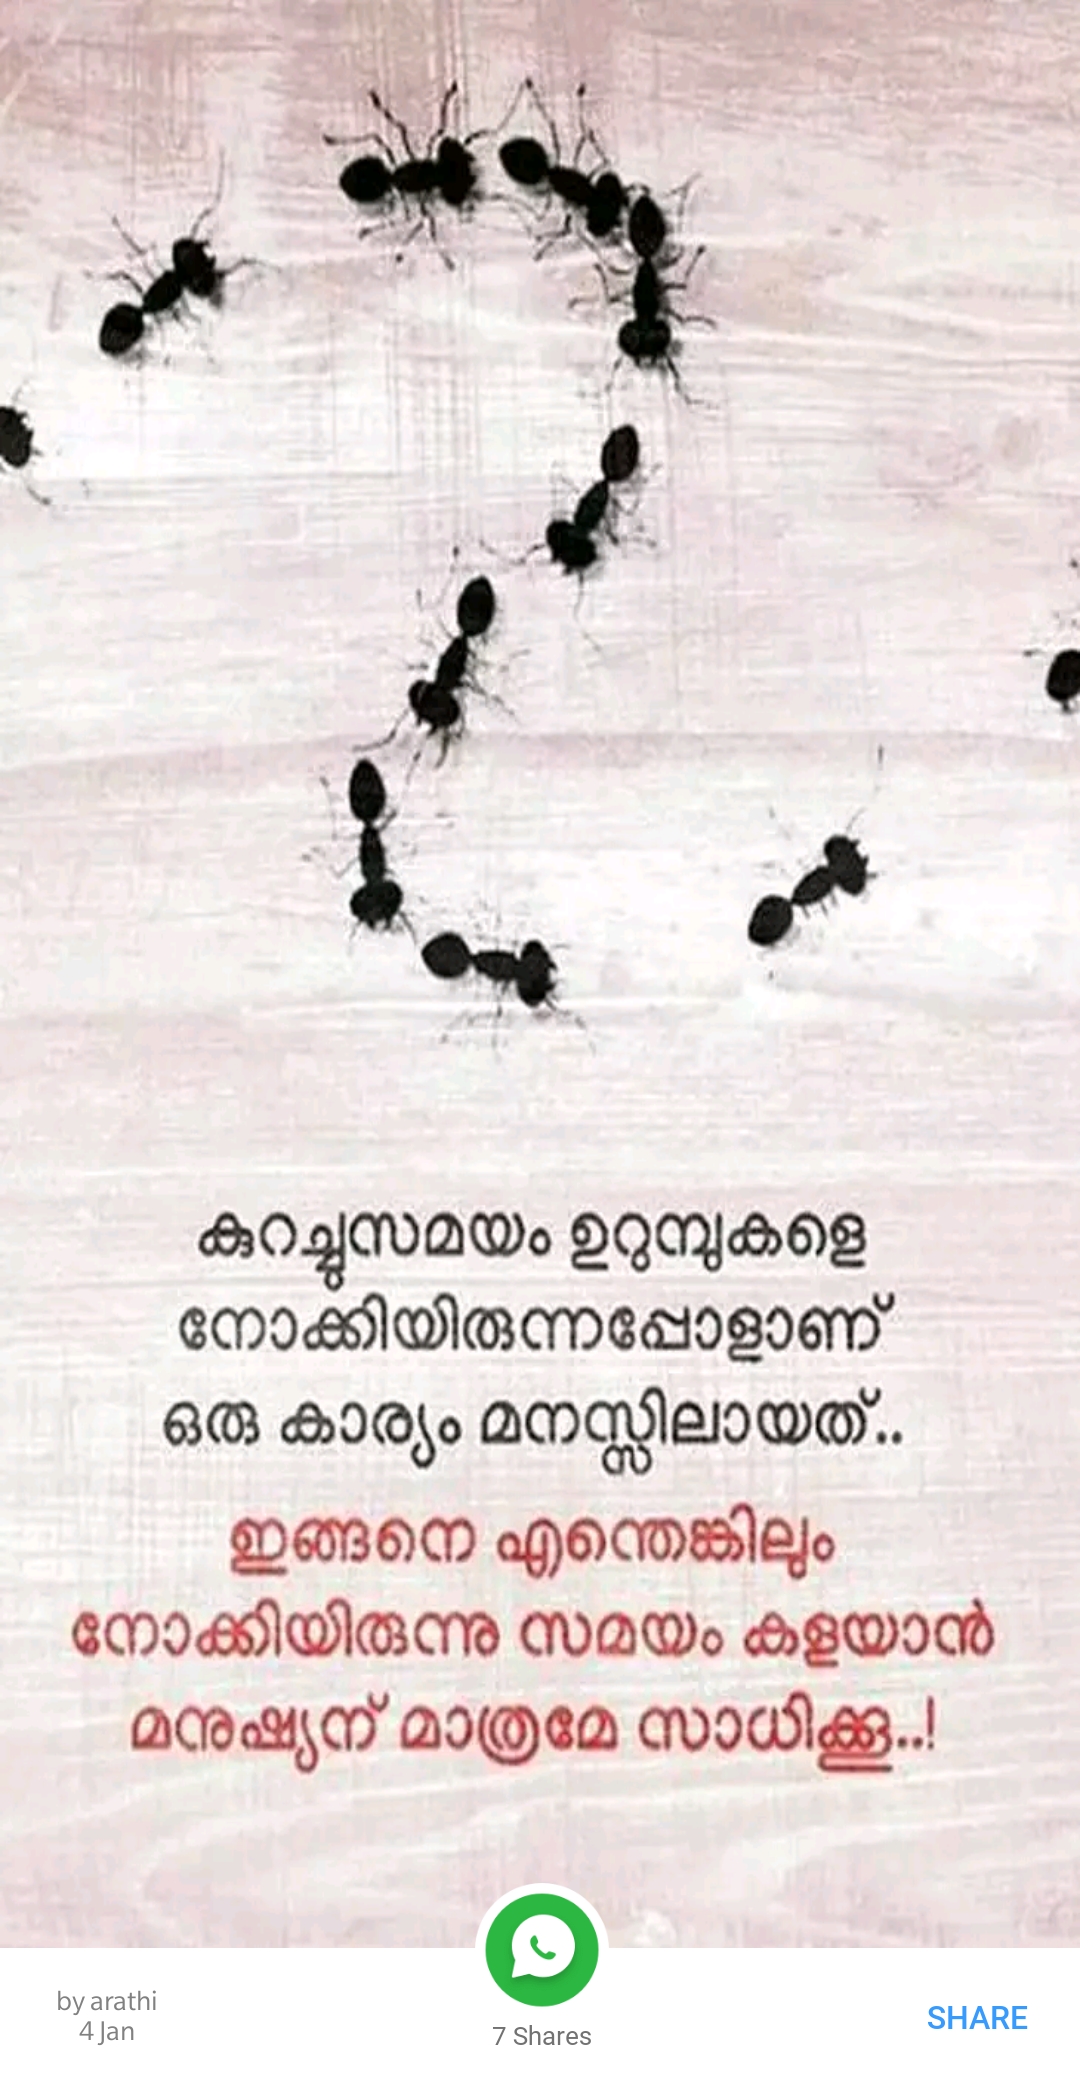 കുറച്ചുസമയം ഉറുമ്പുകളെ
നോക്കിയിരുന്നപ്പോളാണ്
ഒരു കാര്യം മനസ്സിലായത്..
ഇങ്ങനെ എന്തെങ്കിലും
നോക്കിയിരുന്നു സമയം കളയാൻ
മനുഷ്യന് മാത്രമേ സാധിക്കൂ..!
by arathi
4 Jan
7 Shares
SHARE